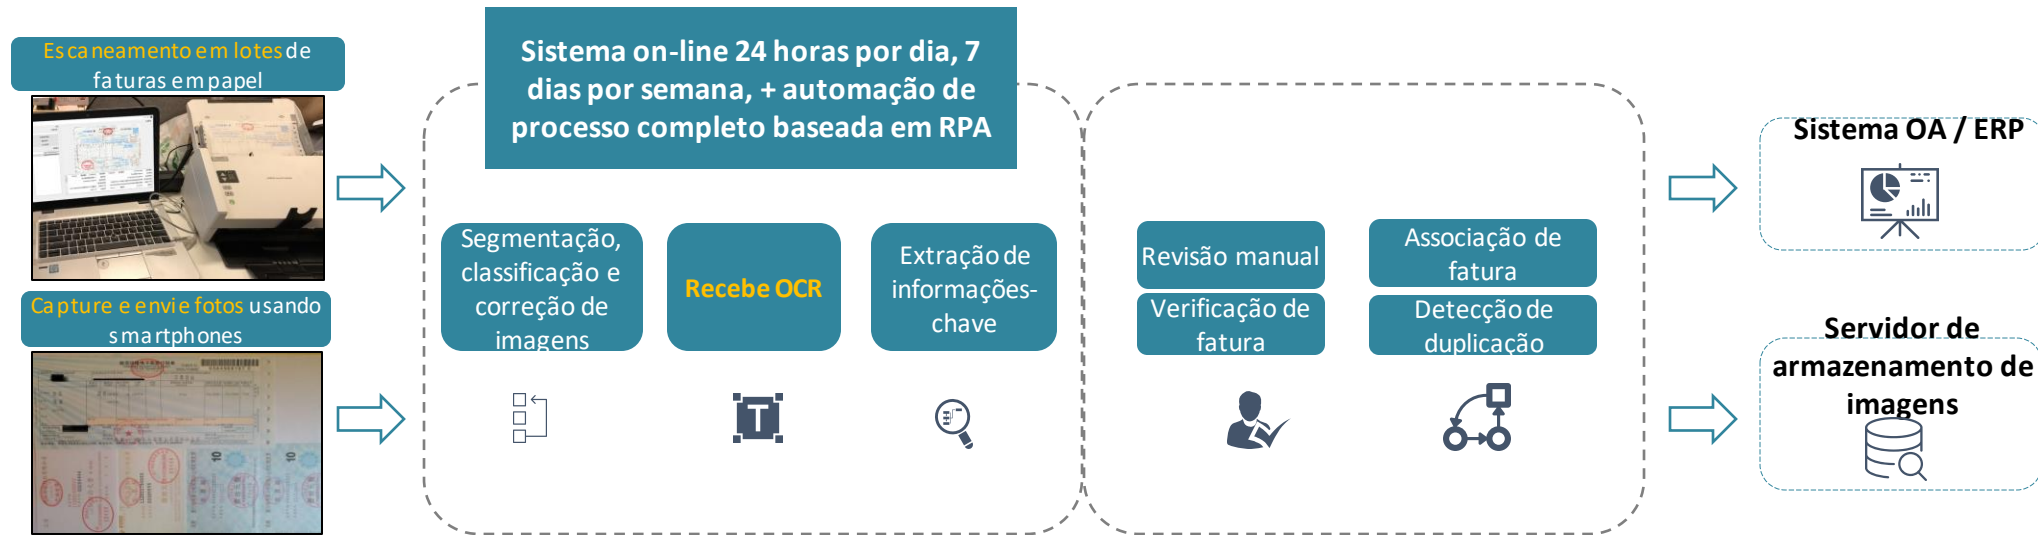 Escaneamento em lotes de
faturas em papel
Capture e envie fotos usando
smartphones
Sistema on-line 24 horas por dia, 7
dias por semana, + automação de
processo completo baseada em RPA
Segmentação,
classificação e
correção de
imagens
Recebe OCR
Extração de
informações-
chave
T
Revisão manual
Verificação de
fatura
Associação de
fatura
Detecção de
duplicação
Sistema OA / ERP
Servidor de
armazenamento de
imagens